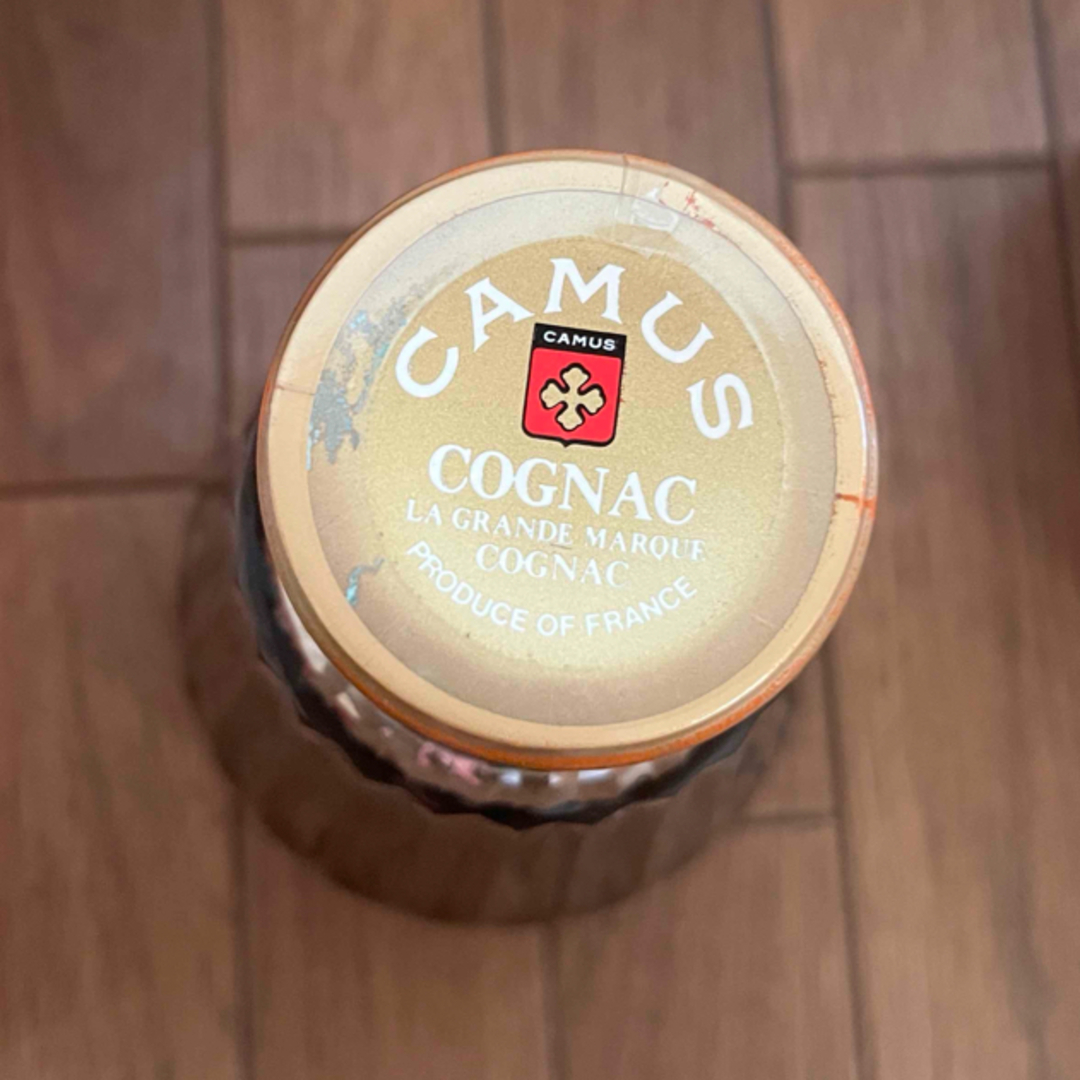 CAMUS
CAMUS
COGNAC
LA GRANDE MARQUE
COGNAC
PRODUCE OF FRANCE